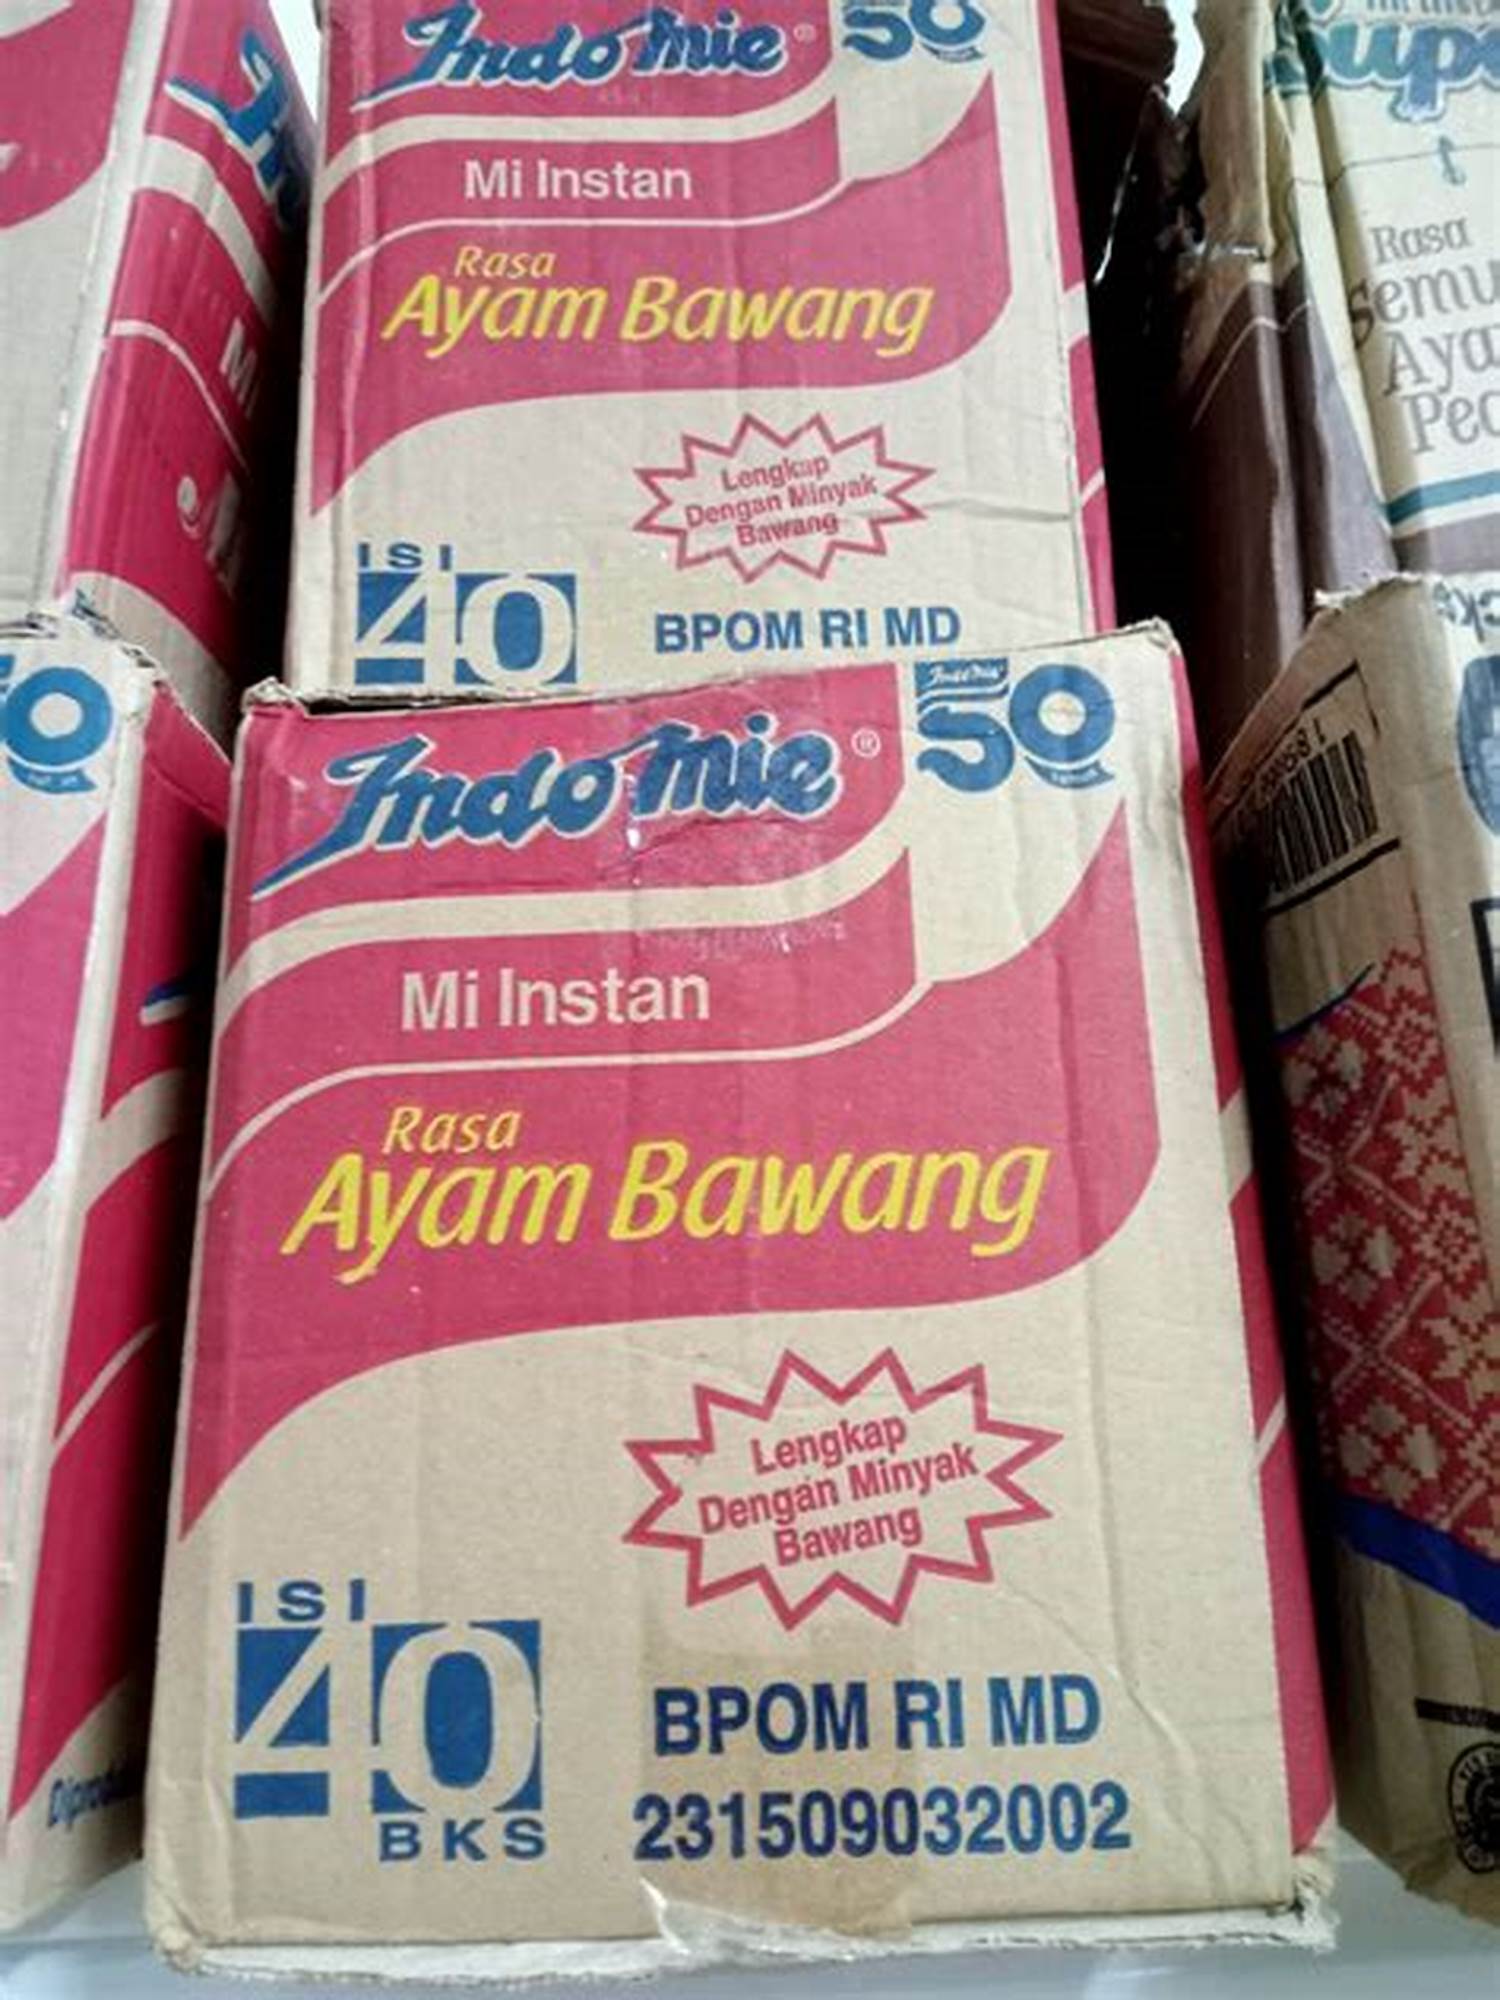 Indomie® 50
Mi Instan
Rasa
Ayam Bawang
Lengkap
Dengan Minyak
Bawang
ISI
40
BPOM RI MD
Indomie® Indomie 50
Mi Instan
Rasa
Ayam Bawang
Lengkap
Dengan Minyak
Bawang
ISI
40
BKS
BPOM RI MD
231509032002
Rasa